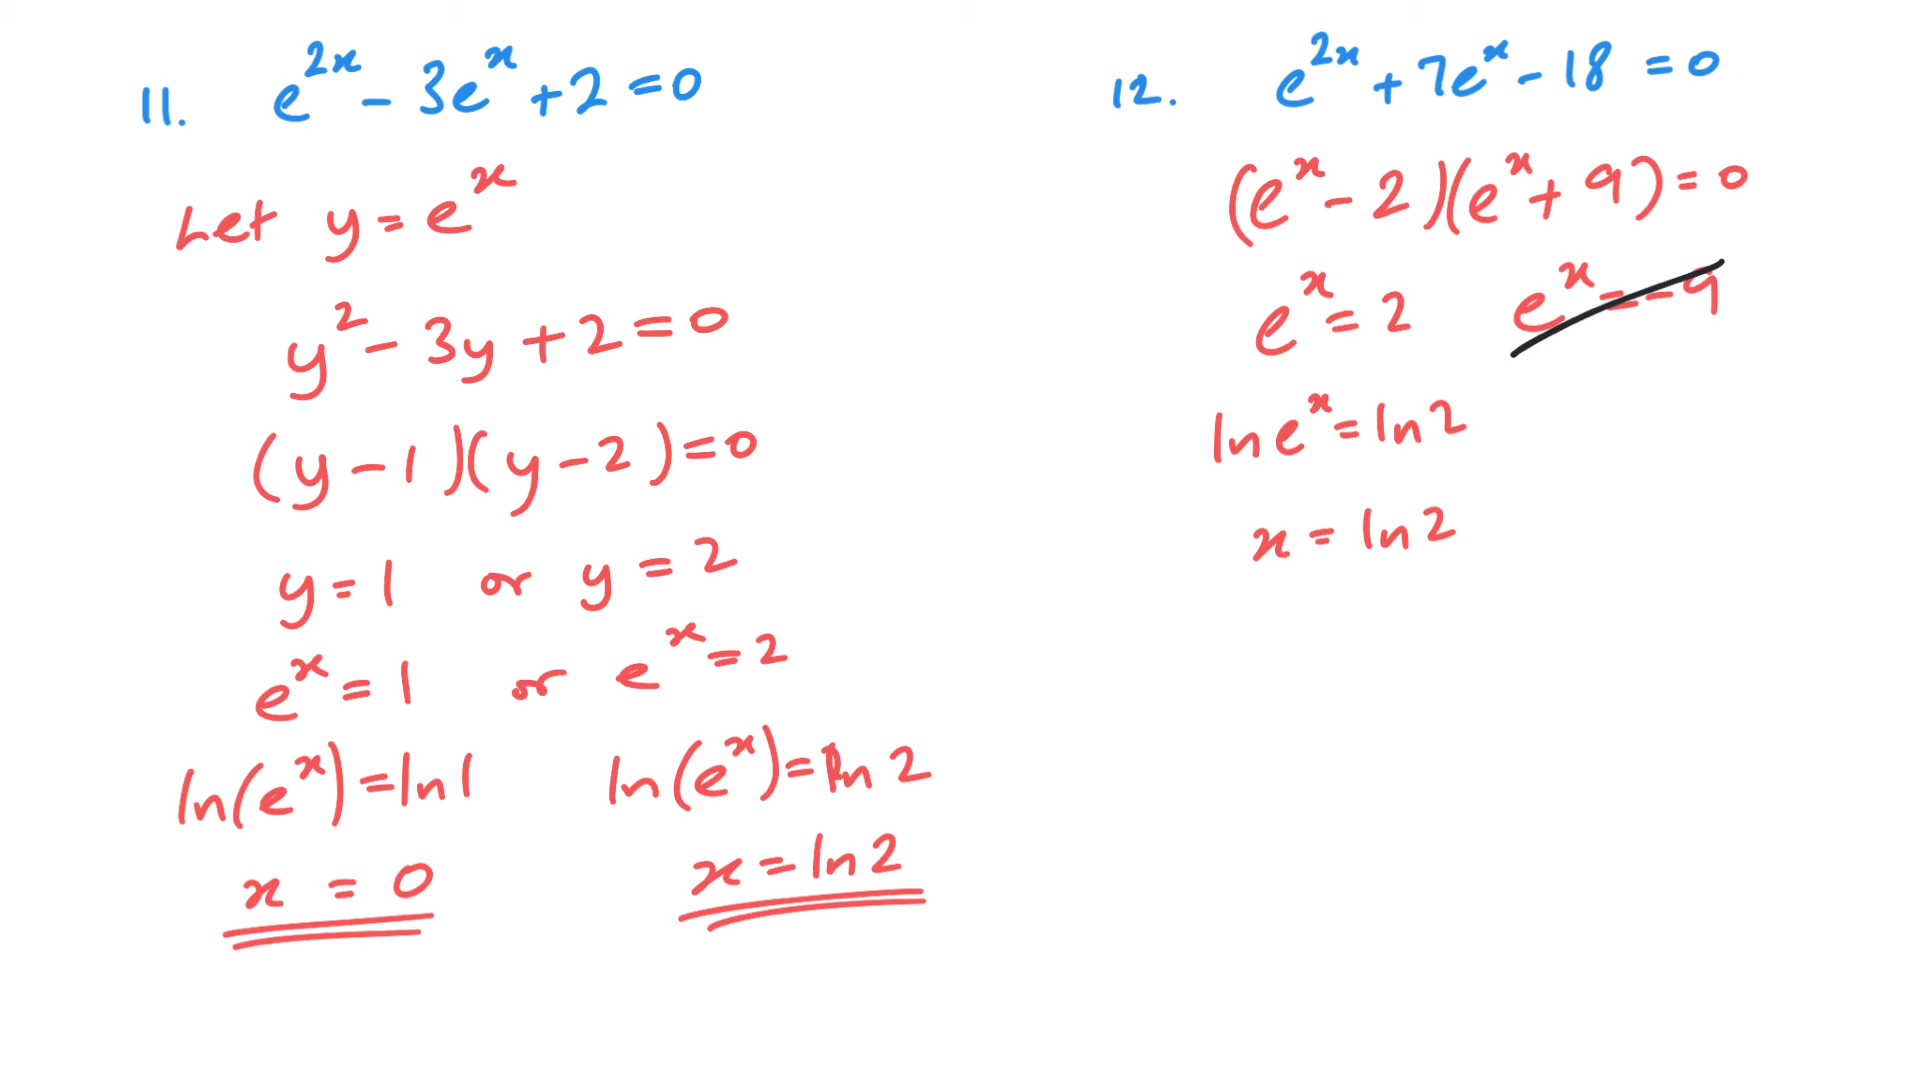 11. e^{2x} - 3e^x + 2 = 0
Let y = e^x
y^2 - 3y + 2 = 0
(y - 1)(y - 2) = 0
y = 1 or y = 2
e^x = 1 or e^x = 2
ln(e^x) = ln 1 ln(e^x) = ln 2
x = 0 x = ln 2
12. e^{2x} + 7e^x - 18 = 0
(e^x - 2)(e^x + 9) = 0
e^x = 2 e^x = -9
ln e^x = ln 2
x = ln 2